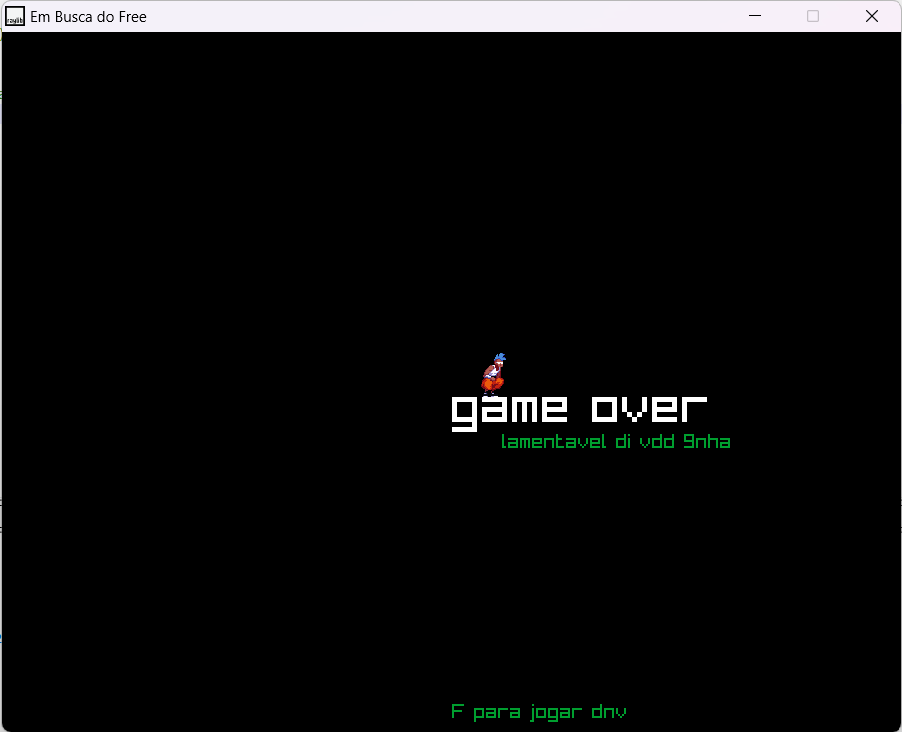 raylib
Em Busca do Free
game over
lamentavel di vdd 9nha
F para jogar dnv